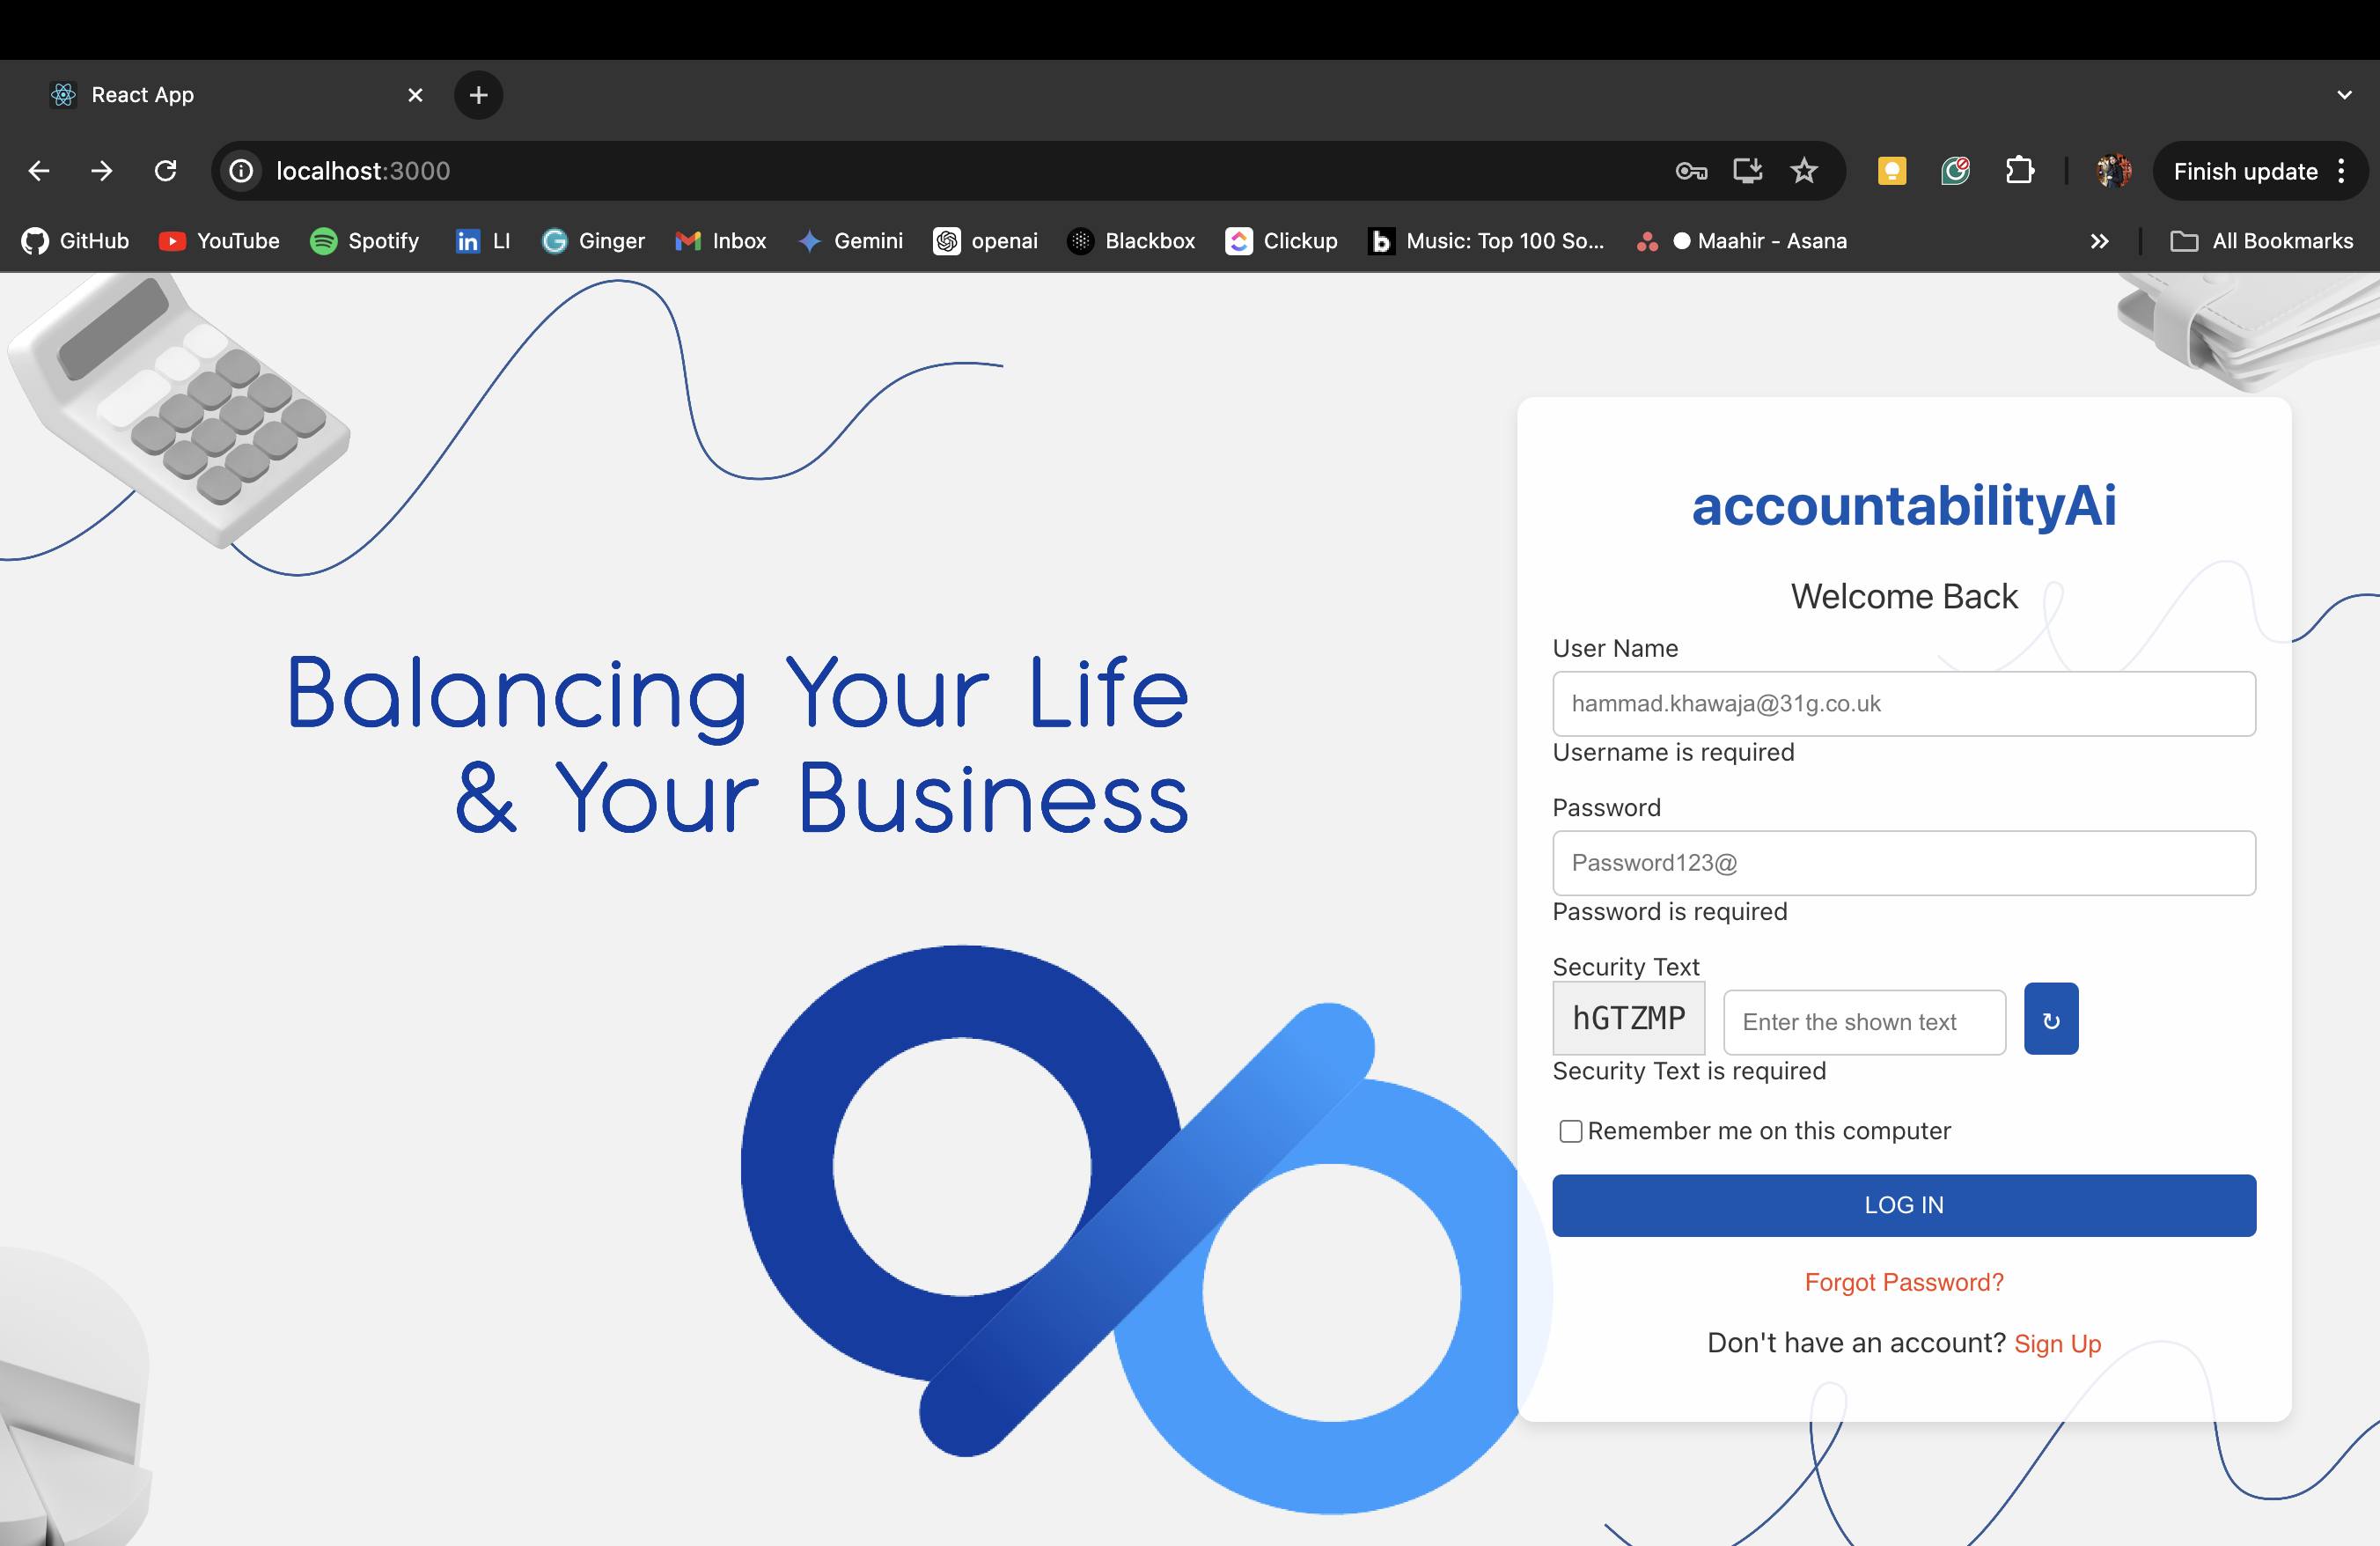 React App
localhost:3000
Finish update
GitHub YouTube Spotify LI Ginger Inbox Gemini openai Blackbox Clickup Music: Top 100 So... Maahir - Asana All Bookmarks
Balancing Your Life
& Your Business
accountabilityAi
Welcome Back
User Name
hammad.khawaja@31g.co.uk
Username is required
Password
Password123@
Password is required
Security Text
hGTZMP Enter the shown text
Security Text is required
Remember me on this computer
LOG IN
Forgot Password?
Don't have an account? Sign Up